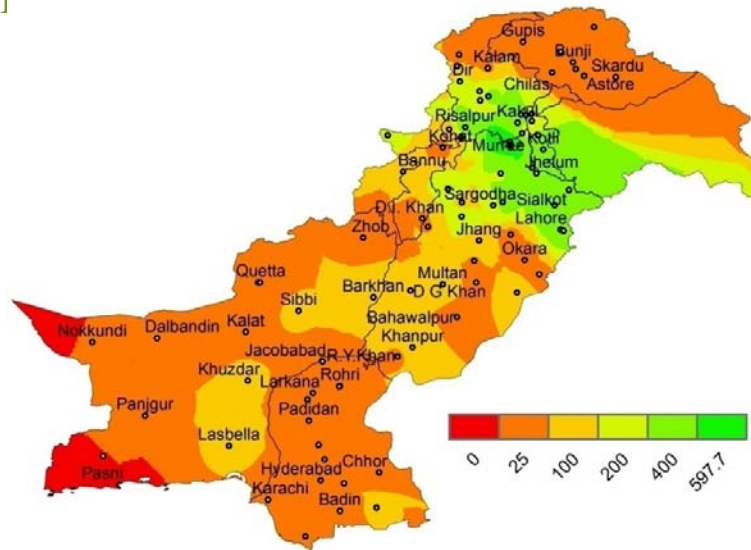 ]
Gupis
Kalam
Bunji
Dir
Skardu
Chilas
Astore
Kakul
Risalpur
Kohat
Murree
Kotli
Bannu
Jhelum
Sargodha
Sialkot
D.I. Khan
Lahore
Zhob
Jhang
Okara
Quetta
Multan
Barkhan
D G Khan
Sibbi
Bahawalpur
Nokkundi
Dalbandin
Kalat
Khanpur
Jacobabad
R.Y.Khan
Khuzdar
Rohri
Larkana
Panjgur
Padidan
Lasbella
Pasni
Hyderabad
Chhor
Karachi
Badin
0
25
100
200
400
597.7